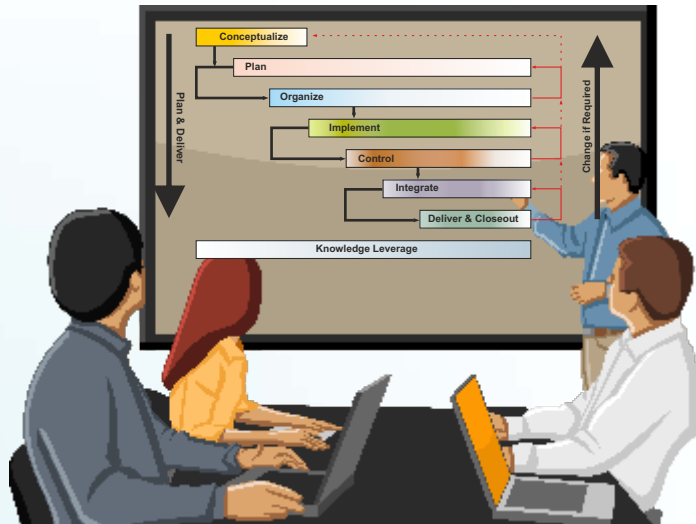 Conceptualize
Plan
Organize
Implement
Control
Integrate
Deliver & Closeout
Knowledge Leverage
Plan & Deliver
Change If Required